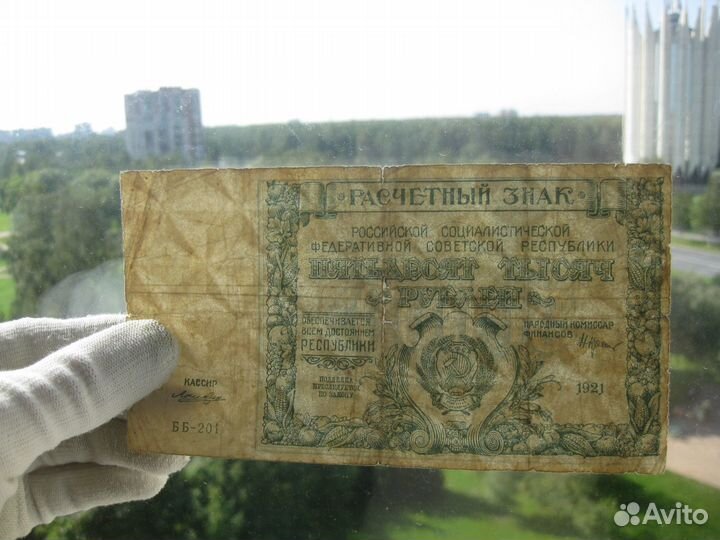 РАСЧЕТНЫЙ ЗНАК
РОССИЙСКОЙ СОЦИАЛИСТИЧЕСКОЙ
ФЕДЕРАТИВНОЙ СОВЕТСКОЙ РЕСПУБЛИКИ
ПЯТЬДЕСЯТ ТЫСЯЧ
РУБЛЕЙ
ОБЕСПЕЧИВАЕТСЯ
ВСЕМ ДОСТОЯНИЕМ
РЕСПУБЛИКИ
НАРОДНЫЙ КОМИССАР
ФИНАНСОВ
ПОДДЕЛКА
ПРЕСЛЕДУЕТСЯ
ПО ЗАКОНУ
1921
КАССИР
ББ-201
Avito